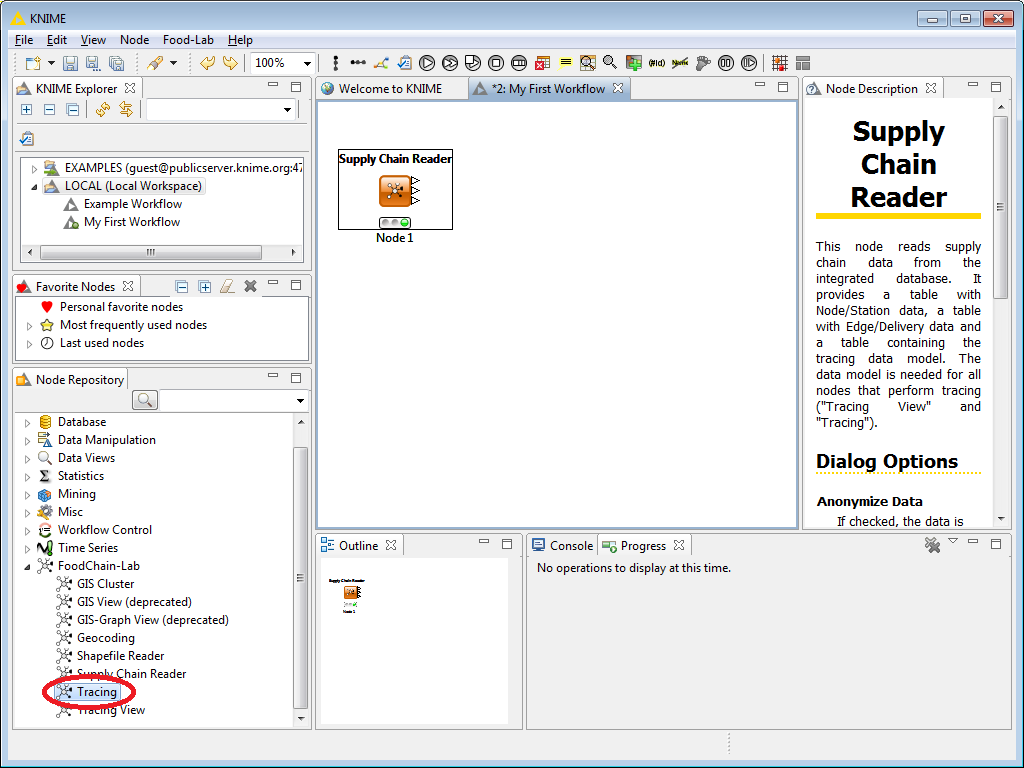 KNIME
File Edit View Node Food-Lab Help
100%
KNIME Explorer
EXAMPLES (guest@publicserver.knime.org:47
LOCAL (Local Workspace)
Example Workflow
My First Workflow
Favorite Nodes
Personal favorite nodes
Most frequently used nodes
Last used nodes
Node Repository
Database
Data Manipulation
Data Views
Statistics
Mining
Misc
Workflow Control
Time Series
FoodChain-Lab
GIS Cluster
GIS View (deprecated)
GIS-Graph View (deprecated)
Geocoding
Shapefile Reader
Supply Chain Reader
Tracing
Tracing View
Welcome to KNIME
*2: My First Workflow
Supply Chain Reader
Node 1
Outline
Supply Chain Reader
Node 1
Console
Progress
No operations to display at this time.
Node Description
Supply
Chain
Reader
This node reads supply
chain data from the
integrated database. It
provides a table with
Node/Station data, a table
with Edge/Delivery data and
a table containing the
tracing data model. The
data model is needed for all
nodes that perform tracing
("Tracing View" and
"Tracing").
Dialog Options
Anonymize Data
If checked, the data is